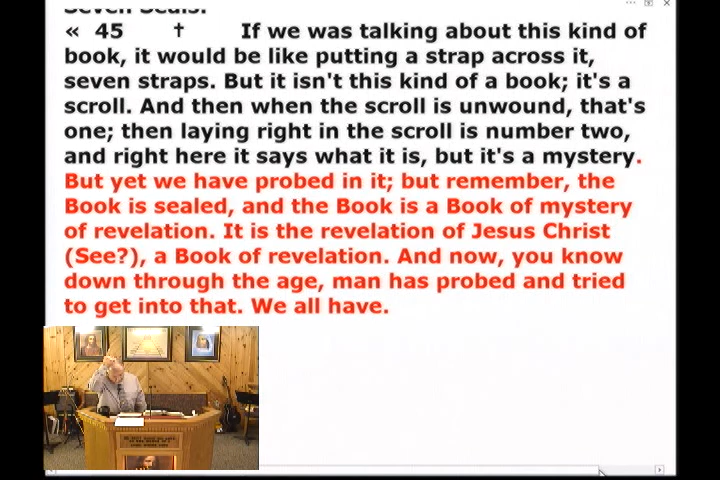 Seven Seals.
« 45 † If we was talking about this kind of
book, it would be like putting a strap across it,
seven straps. But it isn't this kind of a book; it's a
scroll. And then when the scroll is unwound, that's
one; then laying right in the scroll is number two,
and right here it says what it is, but it's a mystery.
But yet we have probed in it; but remember, the
Book is sealed, and the Book is a Book of mystery
of revelation. It is the revelation of Jesus Christ
(See?), a Book of revelation. And now, you know
down through the age, man has probed and tried
to get into that. We all have.